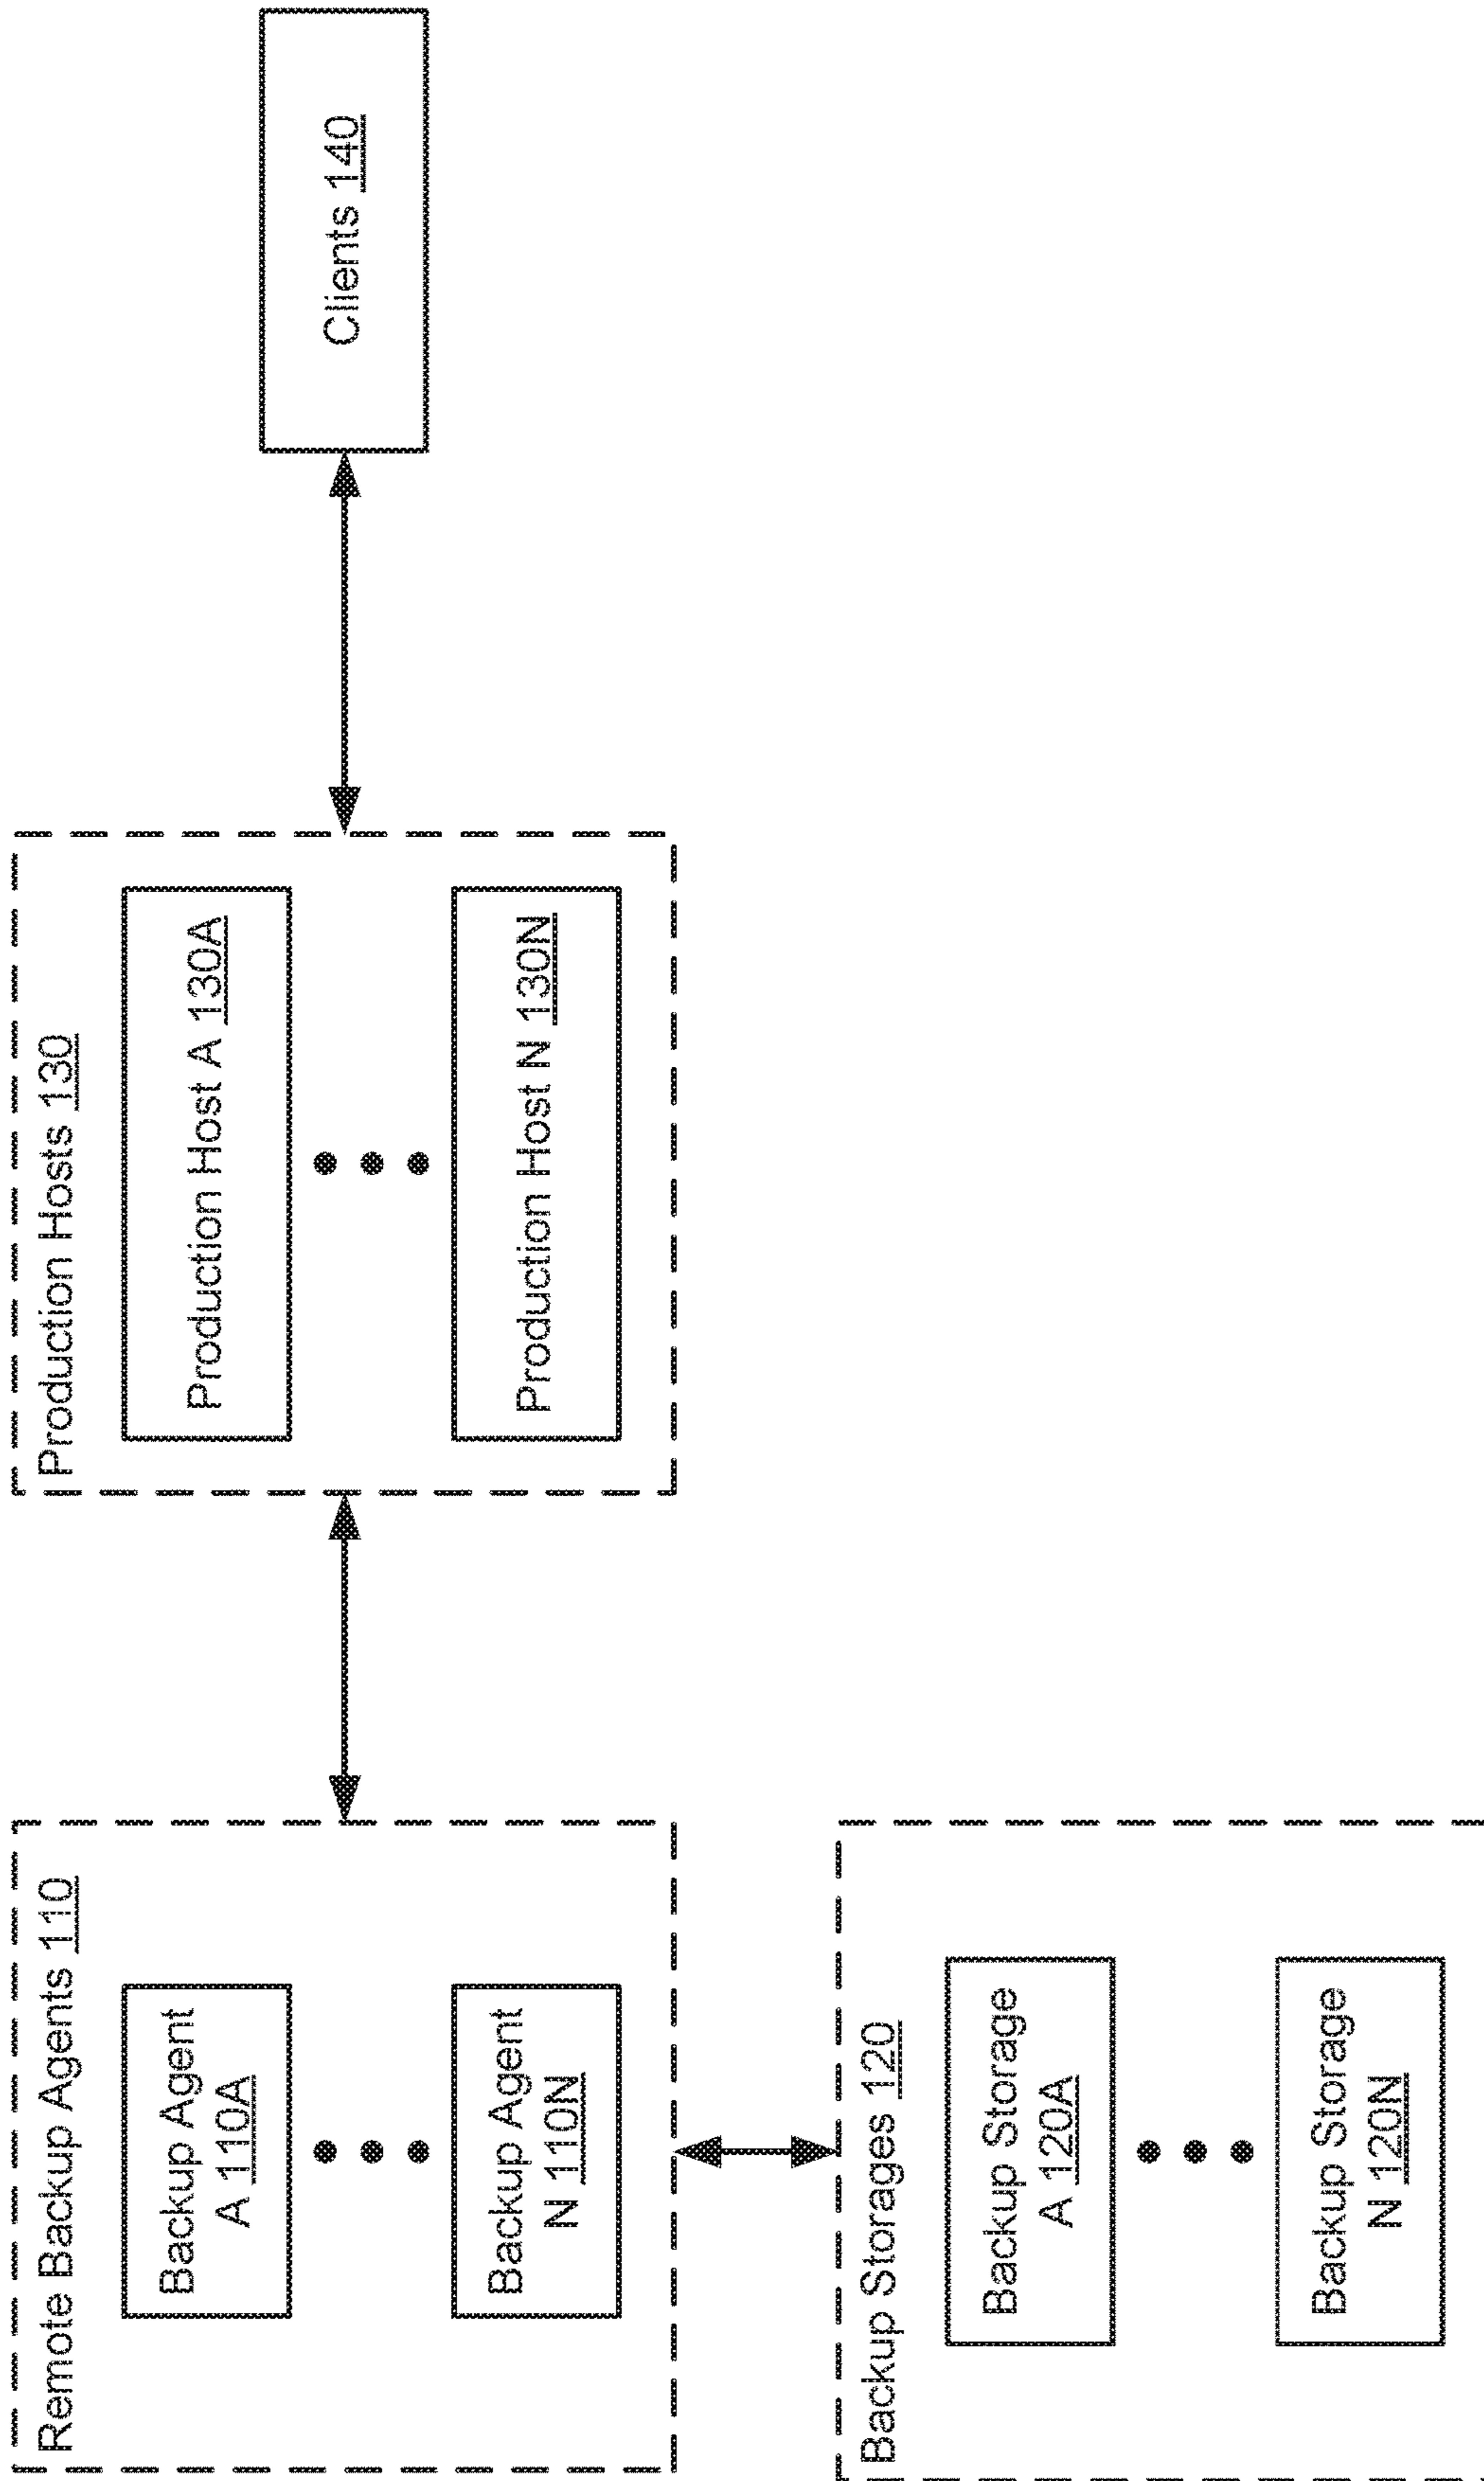 Remote Backup Agents 110
Backup Agent
A 110A
Backup Agent
N 110N
Production Hosts 130
Production Host A 130A
Production Host N 130N
Clients 140
Backup Storages 120
Backup Storage
A 120A
Backup Storage
N 120N